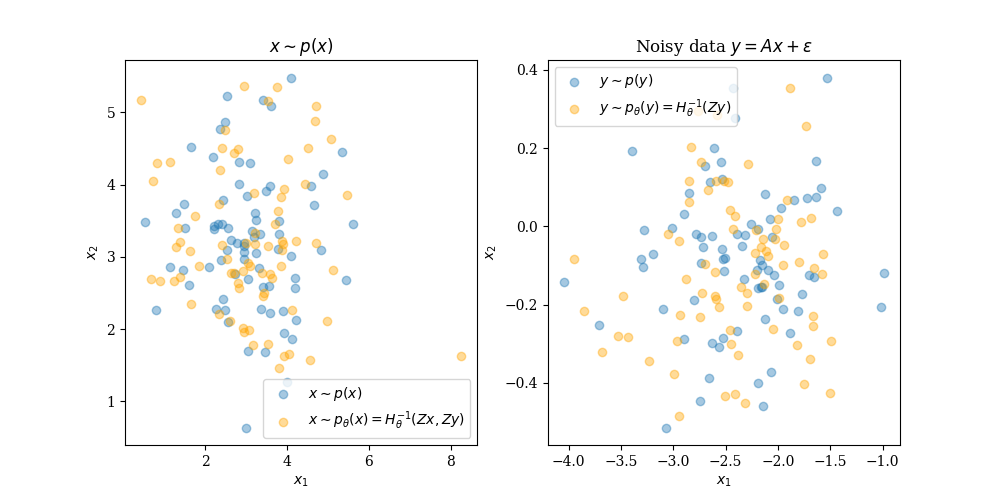 x ∼ p(x)
5
4
3
2
1
x₂
2
4
6
8
x₁
x ∼ p(x)
x ∼ p_θ(x) = H_θ⁻¹(Zx, Zy)
Noisy data y = Ax + ε
0.4
0.2
0.0
−0.2
−0.4
x₂
−4.0
−3.5
−3.0
−2.5
−2.0
−1.5
−1.0
x₁
y ∼ p(y)
y ∼ p_θ(y) = H_θ⁻¹(Zy)